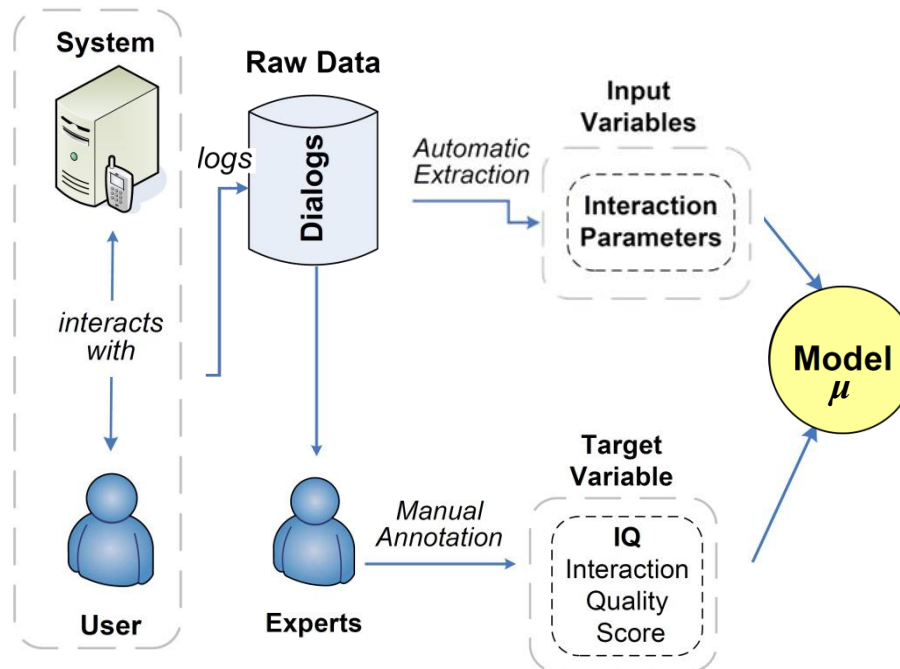 System
interacts
with
User
logs
Raw Data
Dialogs
Experts
Automatic
Extraction
Manual
Annotation
Input
Variables
Interaction
Parameters
Target
Variable
IQ
Interaction
Quality
Score
Model
μ